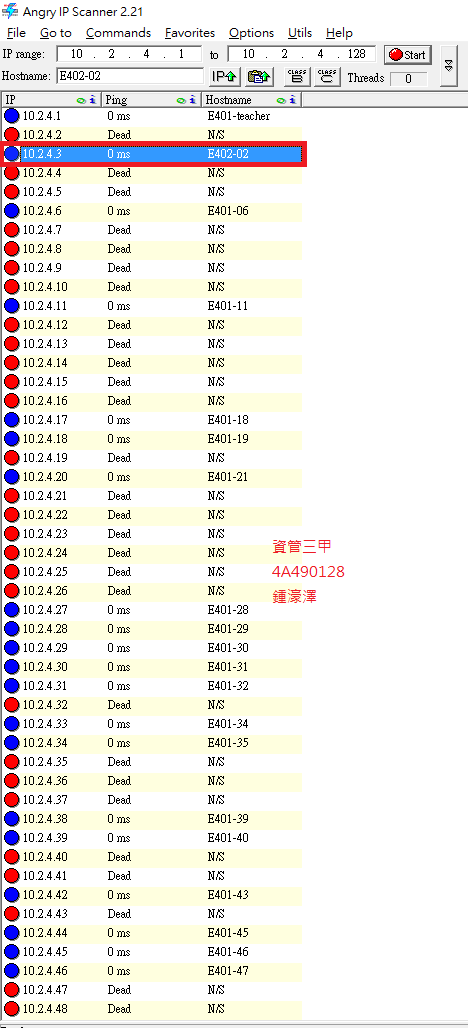 Angry IP Scanner 2.21
File Go to Commands Favorites Options Utils Help
IP range: 10 . 2 . 4 . 1 to 10 . 2 . 4 . 128 Start
Hostname: E402-02 IP CLASS B CLASS C Threads 0
IP Ping Hostname
10.2.4.1 0 ms E401-teacher
10.2.4.2 Dead N/S
10.2.4.3 0 ms E402-02
10.2.4.4 Dead N/S
10.2.4.5 Dead N/S
10.2.4.6 0 ms E401-06
10.2.4.7 Dead N/S
10.2.4.8 Dead N/S
10.2.4.9 Dead N/S
10.2.4.10 Dead N/S
10.2.4.11 0 ms E401-11
10.2.4.12 Dead N/S
10.2.4.13 Dead N/S
10.2.4.14 Dead N/S
10.2.4.15 Dead N/S
10.2.4.16 Dead N/S
10.2.4.17 0 ms E401-18
10.2.4.18 0 ms E401-19
10.2.4.19 Dead N/S
10.2.4.20 0 ms E401-21
10.2.4.21 Dead N/S
10.2.4.22 Dead N/S
10.2.4.23 Dead N/S
10.2.4.24 Dead N/S
資管三甲
10.2.4.25 Dead N/S
4A490128
10.2.4.26 Dead N/S
鍾濠澤
10.2.4.27 0 ms E401-28
10.2.4.28 0 ms E401-29
10.2.4.29 0 ms E401-30
10.2.4.30 0 ms E401-31
10.2.4.31 0 ms E401-32
10.2.4.32 Dead N/S
10.2.4.33 0 ms E401-34
10.2.4.34 0 ms E401-35
10.2.4.35 Dead N/S
10.2.4.36 Dead N/S
10.2.4.37 Dead N/S
10.2.4.38 0 ms E401-39
10.2.4.39 0 ms E401-40
10.2.4.40 Dead N/S
10.2.4.41 Dead N/S
10.2.4.42 0 ms E401-43
10.2.4.43 Dead N/S
10.2.4.44 0 ms E401-45
10.2.4.45 0 ms E401-46
10.2.4.46 0 ms E401-47
10.2.4.47 Dead N/S
10.2.4.48 Dead N/S